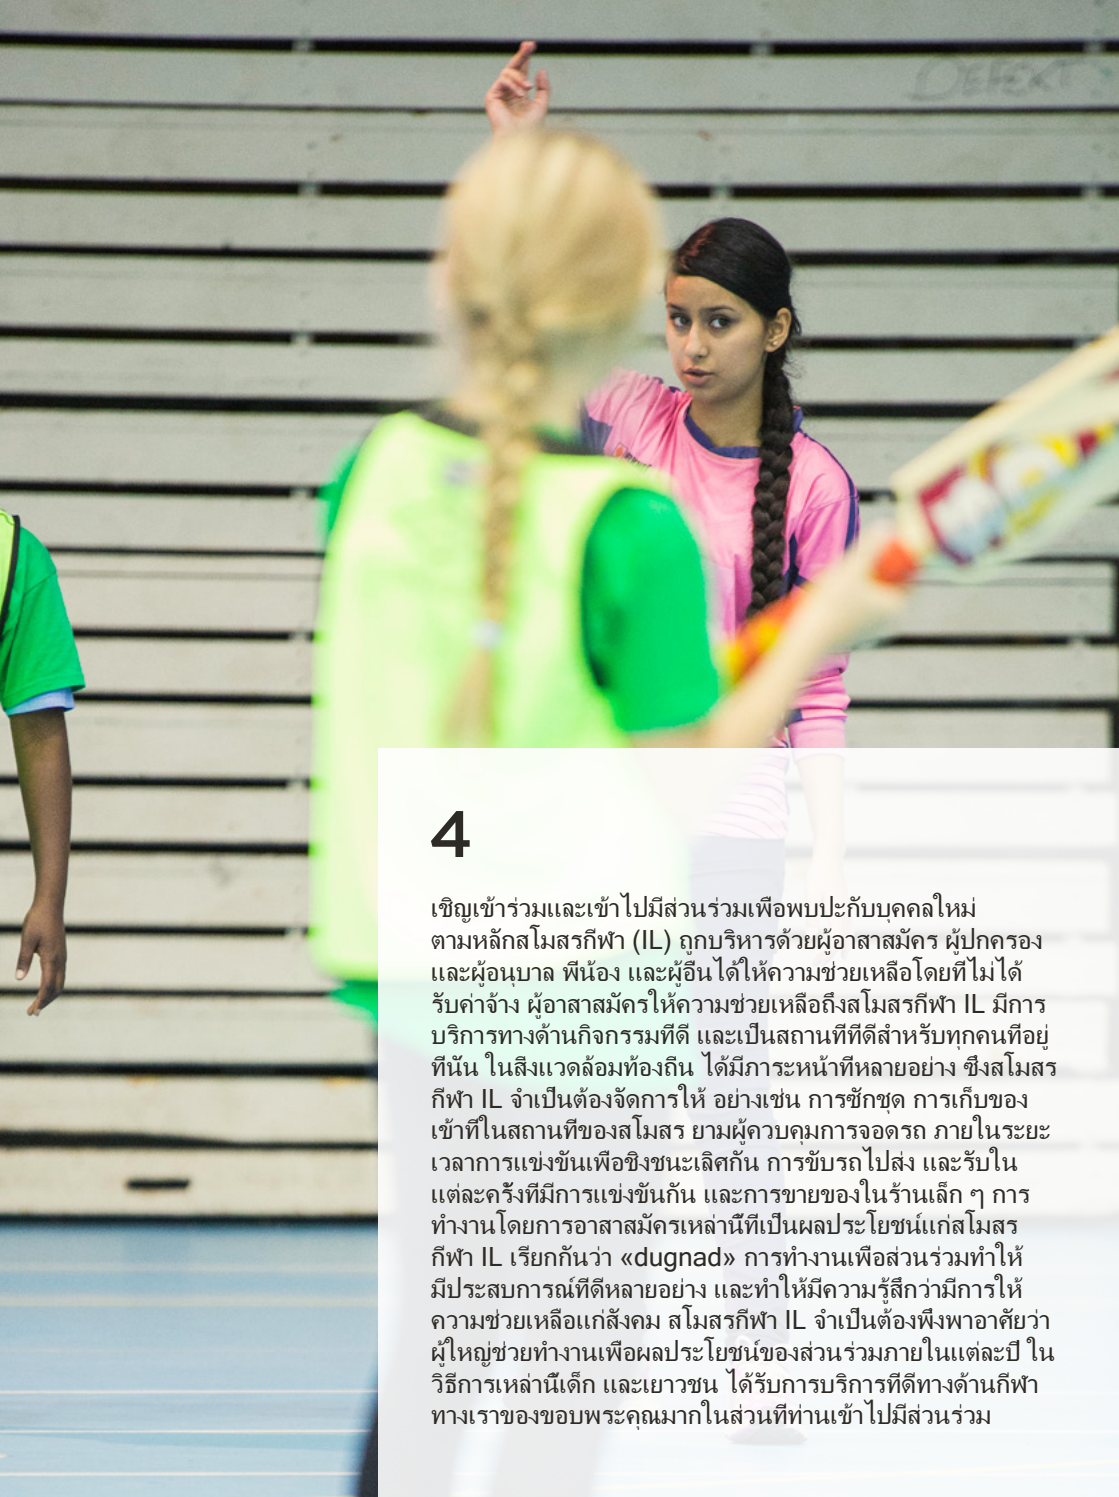 DEFEKT
4
เชิญเข้าร่วมและเข้าไปมีส่วนร่วมเพือพบปะกับบุคคลใหม่
ตามหลักสโมสรกีฬา (IL) ถูกบริหารด้วยผู้อาสาสมัคร ผู้ปกครอง
และผู้อนุบาล พีน้อง และผู้อืนได้ให้ความช่วยเหลือโดยทีไม่ได้
รับค่าจ้าง ผู้อาสาสมัครให้ความช่วยเหลือถึงสโมสรกีฬา IL มีการ
บริการทางด้านกิจกรรมทีดี และเป็นสถานทีทีดีสำหรับทุกคนทีอยู่
ทีนัน ในสิงแวดล้อมท้องถิน ได้มีภาระหน้าทีหลายอย่าง ซึงสโมสร
กีฬา IL จำเป็นต้องจัดการให้ อย่างเช่น การซักชุด การเก็บของ
เข้าทีในสถานทีของสโมสร ยามผู้ควบคุมการจอดรถ ภายในระยะ
เวลาการแข่งขันเพือชิงชนะเลิศกัน การขับรถไปส่ง และรับใน
แต่ละครั้งทีมีการแข่งขันกัน และการขายของในร้านเล็ก ๆ การ
ทำงานโดยการอาสาสมัครเหล่านี้ทีเป็นผลประโยชน์แก่สโมสร
กีฬา IL เรียกกันว่า «dugnad» การทำงานเพือส่วนร่วมทำให้
มีประสบการณ์ทีดีหลายอย่าง และทำให้มีความรู้สึกว่ามีการให้
ความช่วยเหลือแก่สังคม สโมสรกีฬา IL จำเป็นต้องพึงพาอาศัยว่า
ผู้ใหญ่ช่วยทำงานเพือผลประโยชน์ของส่วนร่วมภายในแต่ละปี ใน
วิธีการเหล่านี้เด็ก และเยาวชน ได้รับการบริการทีดีทางด้านกีฬา
ทางเราของขอบพระคุณมากในส่วนทีท่านเข้าไปมีส่วนร่วม